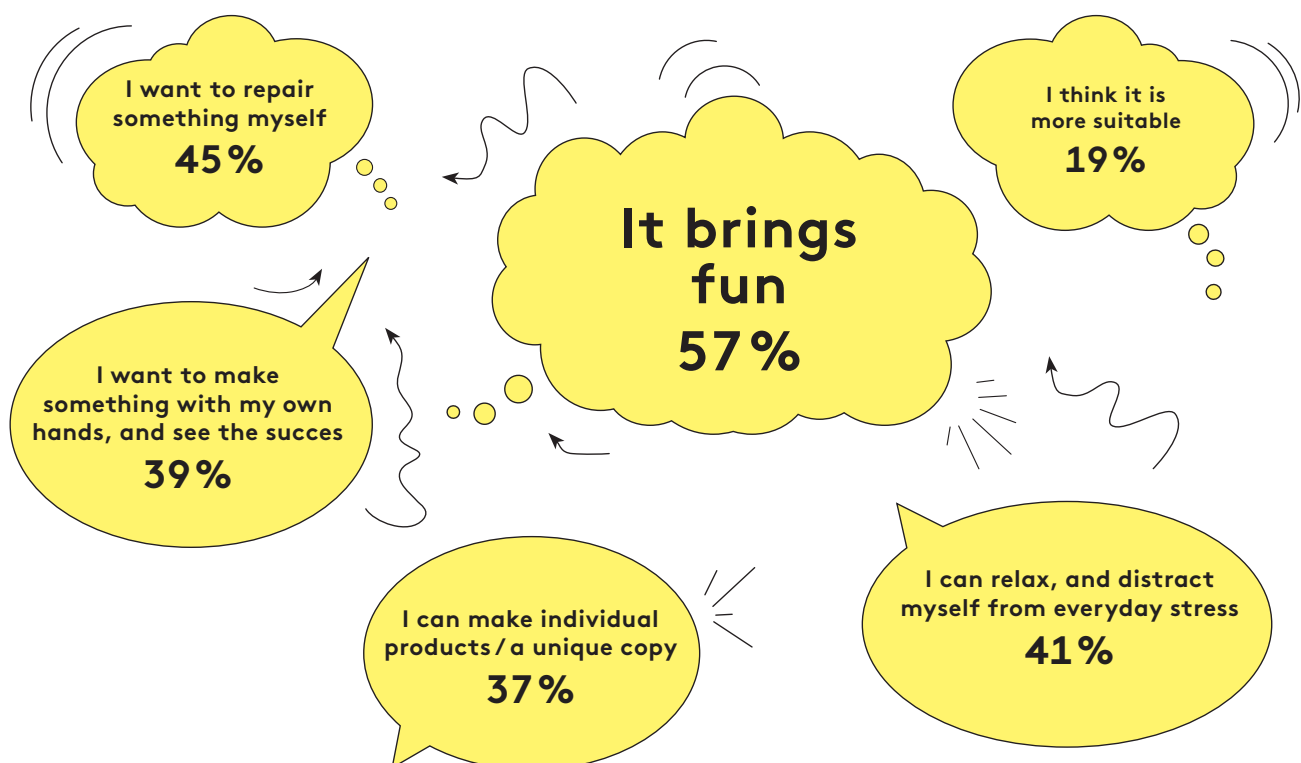 I want to repair
something myself
45 %
It brings
fun
57 %
I think it is
more suitable
19 %
I want to make
something with my own
hands, and see the succes
39 %
I can make individual
products / a unique copy
37 %
I can relax, and distract
myself from everyday stress
41 %